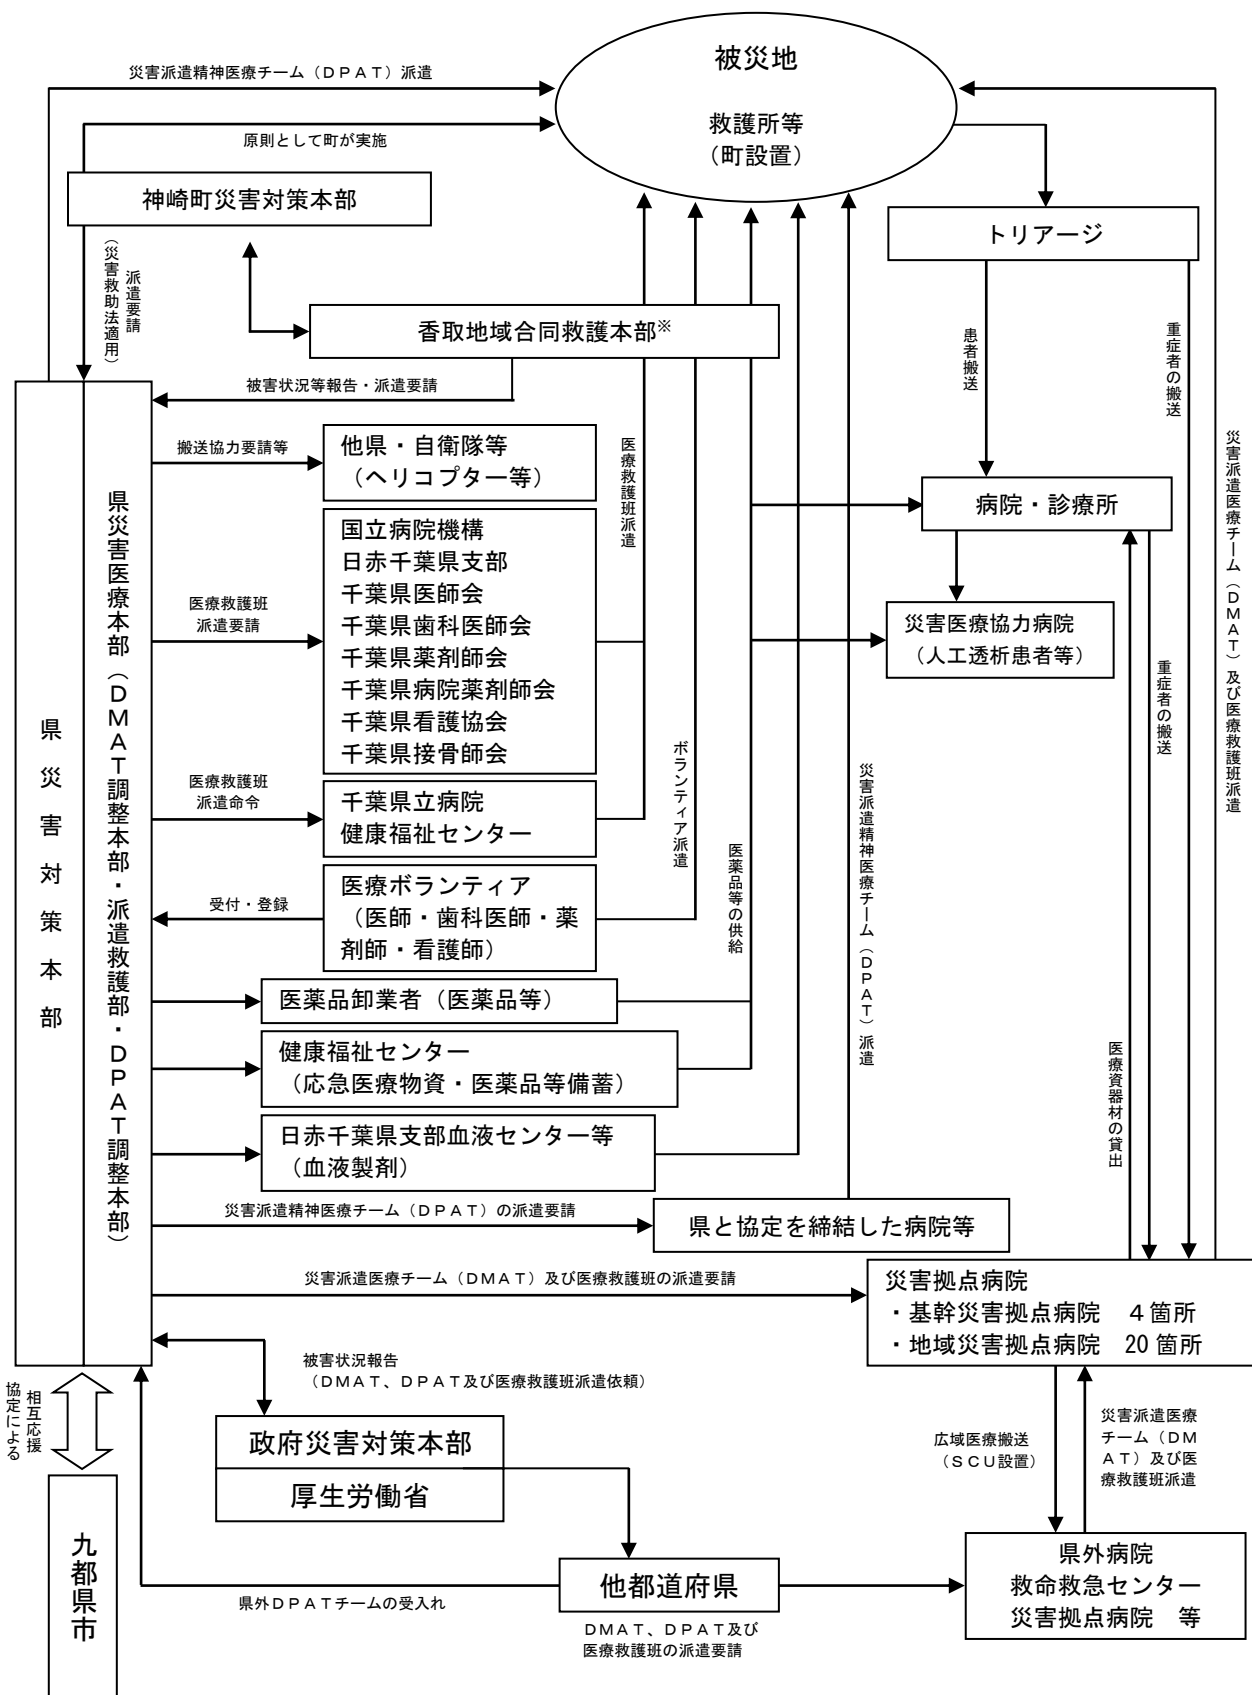 被災地
救護所等
（町設置）
災害派遣精神医療チーム（ＤＰＡＴ）派遣
原則として町が実施
神崎町災害対策本部
トリアージ
派遣要請
（災害救助法適用）
香取地域合同救護本部※
被害状況等報告・派遣要請
患者搬送
重症者の搬送
搬送協力要請等
他県・自衛隊等
（ヘリコプター等）
医療救護班派遣
病院・診療所
災害派遣医療チーム（ＤＭＡＴ）及び医療救護班派遣
県災害対策本部
県災害医療本部（ＤＭＡＴ調整本部・派遣救護部・ＤＰＡＴ調整本部）
医療救護班
派遣要請
国立病院機構
日赤千葉県支部
千葉県医師会
千葉県歯科医師会
千葉県薬剤師会
千葉県病院薬剤師会
千葉県看護協会
千葉県接骨師会
災害医療協力病院
（人工透析患者等）
重症者の搬送
医療救護班
派遣命令
千葉県立病院
健康福祉センター
ボランティア派遣
医薬品等の供給
災害派遣精神医療チーム（ＤＰＡＴ）派遣
受付・登録
医療ボランティア
（医師・歯科医師・薬
剤師・看護師）
医薬品卸業者（医薬品等）
健康福祉センター
（応急医療物資・医薬品等備蓄）
医療資器材の貸出
日赤千葉県支部血液センター等
（血液製剤）
災害派遣精神医療チーム（ＤＰＡＴ）の派遣要請
県と協定を締結した病院等
災害派遣医療チーム（ＤＭＡＴ）及び医療救護班の派遣要請
災害拠点病院
・基幹災害拠点病院　４箇所
・地域災害拠点病院　20 箇所
被害状況報告
（ＤＭＡＴ、ＤＰＡＴ及び医療救護班派遣依頼）
相互応援
協定による
政府災害対策本部
厚生労働省
広域医療搬送
（ＳＣＵ設置）
災害派遣医療
チーム（ＤＭ
ＡＴ）及び医
療救護班派遣
九都県市
県外ＤＰＡＴチームの受入れ
他都道府県
ＤＭＡＴ、ＤＰＡＴ及び
医療救護班の派遣要請
県外病院
救命救急センター
災害拠点病院　等